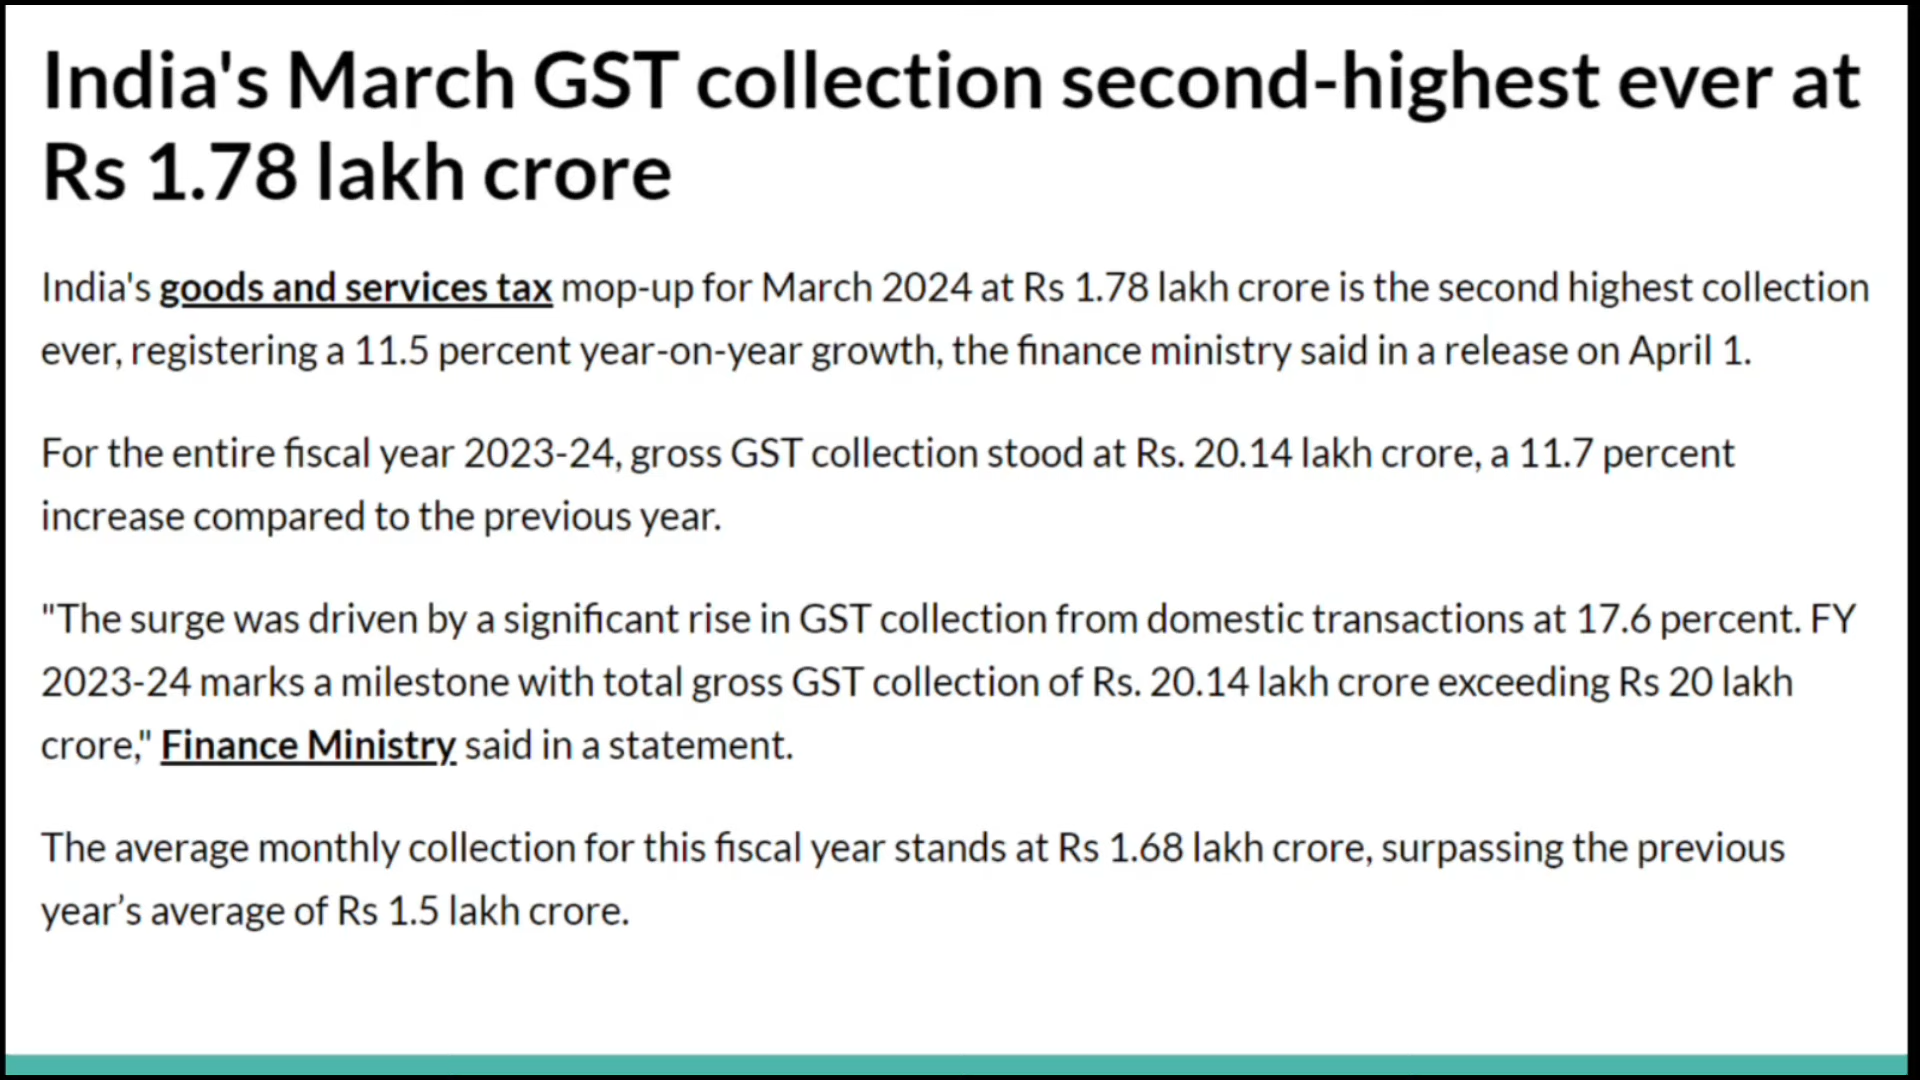 India's March GST collection second-highest ever at
Rs 1.78 lakh crore
India's goods and services tax mop-up for March 2024 at Rs 1.78 lakh crore is the second highest collection
ever, registering a 11.5 percent year-on-year growth, the finance ministry said in a release on April 1.
For the entire fiscal year 2023-24, gross GST collection stood at Rs. 20.14 lakh crore, a 11.7 percent
increase compared to the previous year.
"The surge was driven by a significant rise in GST collection from domestic transactions at 17.6 percent. FY
2023-24 marks a milestone with total gross GST collection of Rs. 20.14 lakh crore exceeding Rs 20 lakh
crore," Finance Ministry said in a statement.
The average monthly collection for this fiscal year stands at Rs 1.68 lakh crore, surpassing the previous
year’s average of Rs 1.5 lakh crore.